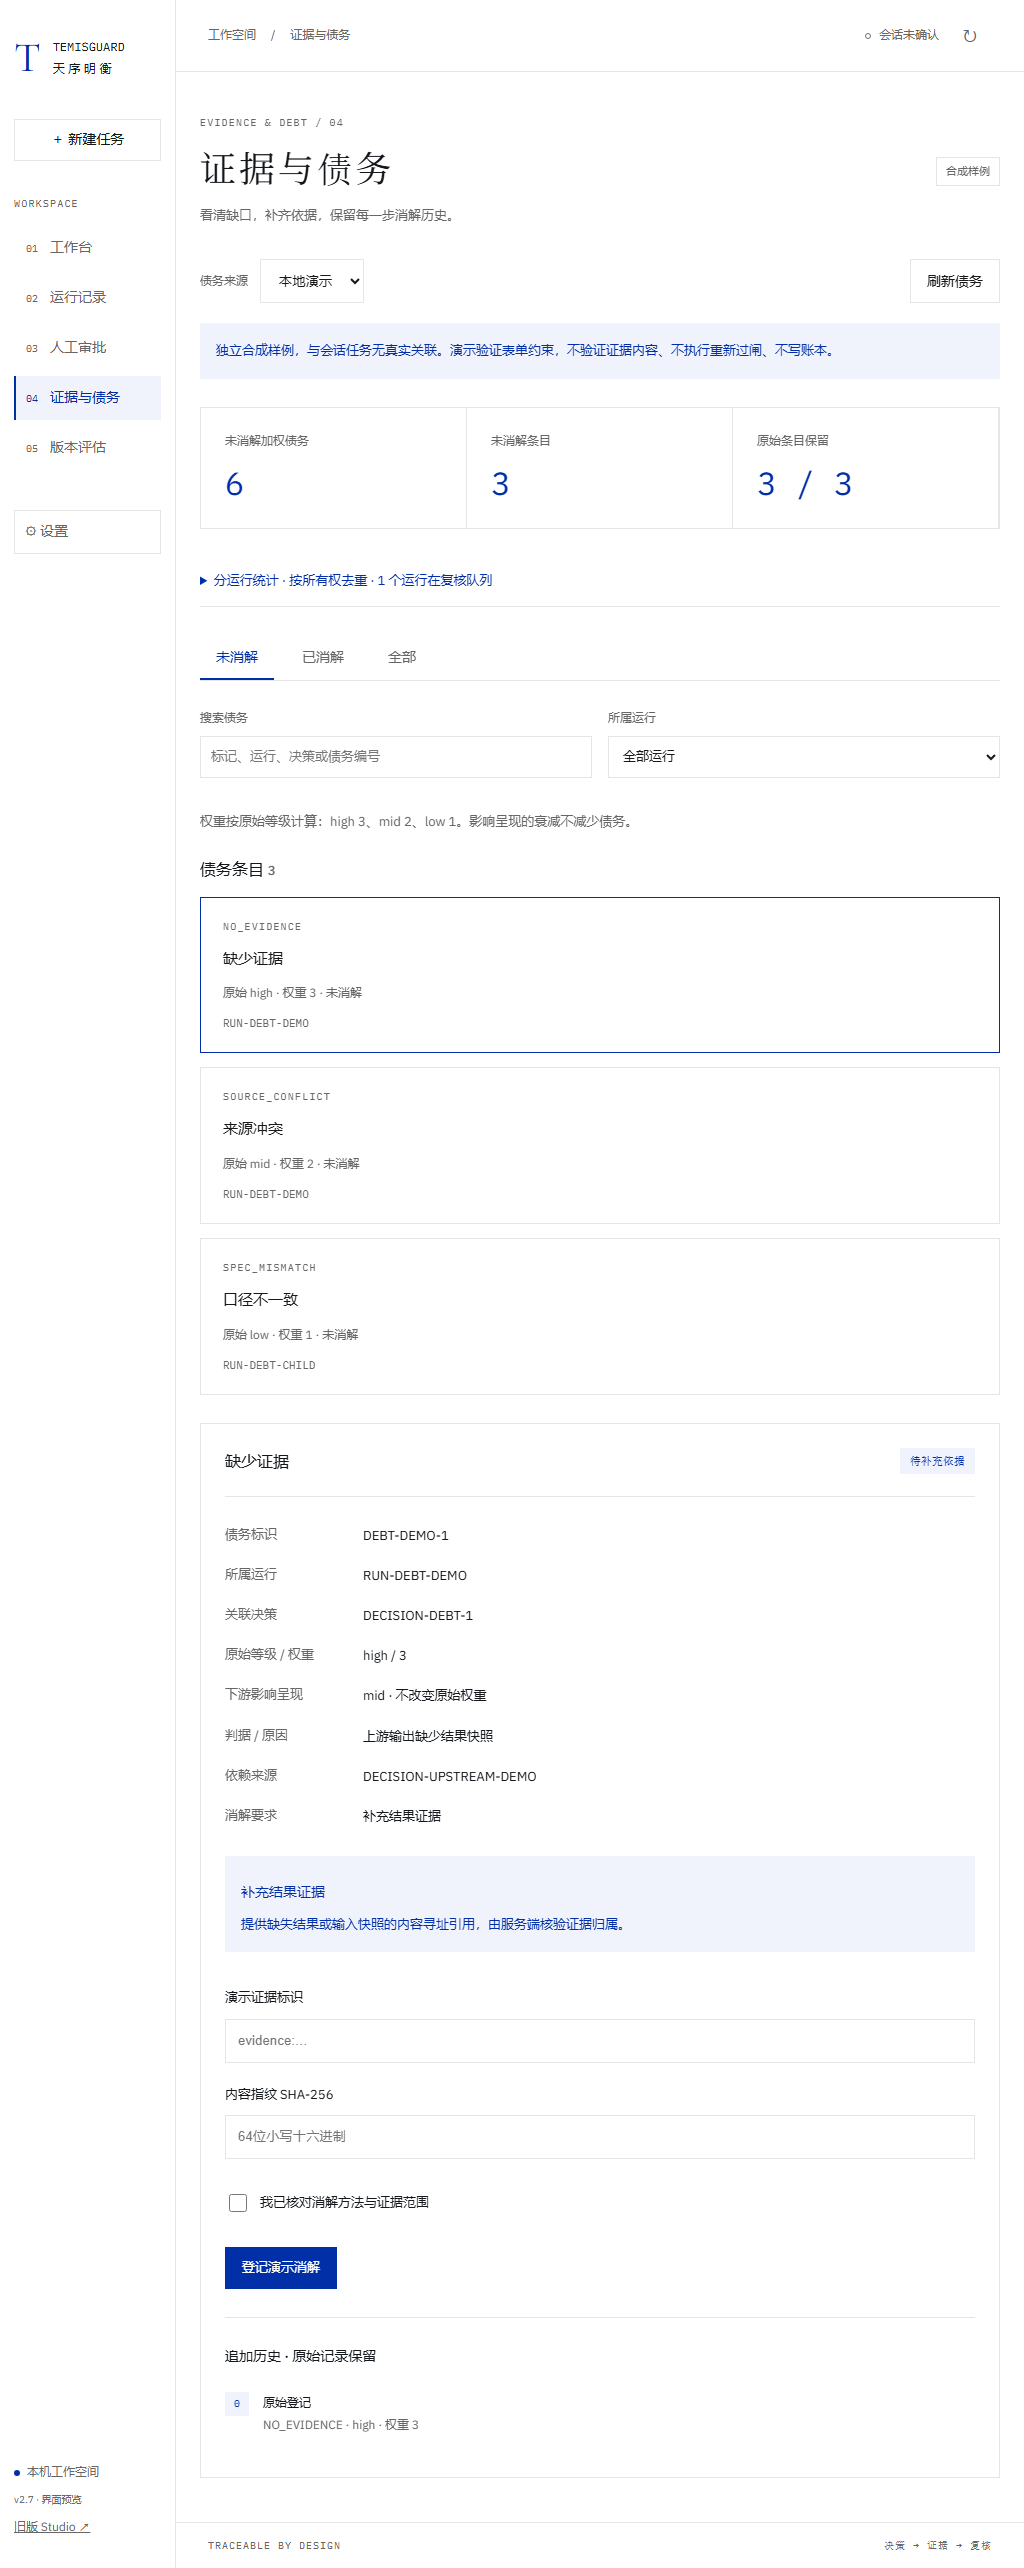 T
TEMISGUARD
天序明衡
+ 新建任务
WORKSPACE
01 工作台
02 运行记录
03 人工审批
04 证据与债务
05 版本评估
⚙ 设置
本机工作空间
v2.7 · 界面预览
旧版 Studio ↗
工作空间 / 证据与债务
会话未确认 ↻
EVIDENCE & DEBT / 04
证据与债务
合成样例
看清缺口，补齐依据，保留每一步消解历史。
债务来源 本地演示
刷新债务
独立合成样例，与会话任务无真实关联。演示验证表单约束，不验证证据内容、不执行重新过闸、不写账本。
未消解加权债务
6
未消解条目
3
原始条目保留
3 / 3
▶ 分运行统计 · 按所有权去重 · 1 个运行在复核队列
未消解 已消解 全部
搜索债务
标记、运行、决策或债务编号
所属运行
全部运行
权重按原始等级计算：high 3、mid 2、low 1。影响呈现的衰减不减少债务。
债务条目 3
NO_EVIDENCE
缺少证据
原始 high · 权重 3 · 未消解
RUN-DEBT-DEMO
SOURCE_CONFLICT
来源冲突
原始 mid · 权重 2 · 未消解
RUN-DEBT-DEMO
SPEC_MISMATCH
口径不一致
原始 low · 权重 1 · 未消解
RUN-DEBT-CHILD
缺少证据
待补充依据
债务标识 DEBT-DEMO-1
所属运行 RUN-DEBT-DEMO
关联决策 DECISION-DEBT-1
原始等级 / 权重 high / 3
下游影响呈现 mid · 不改变原始权重
判据 / 原因 上游输出缺少结果快照
依赖来源 DECISION-UPSTREAM-DEMO
消解要求 补充结果证据
补充结果证据
提供缺失结果或输入快照的内容寻址引用，由服务端核验证据归属。
演示证据标识
evidence:...
内容指纹 SHA-256
64位小写十六进制
我已核对消解方法与证据范围
登记演示消解
追加历史 · 原始记录保留
0 原始登记
NO_EVIDENCE · high · 权重 3
TRACEABLE BY DESIGN
决策 → 证据 → 复核